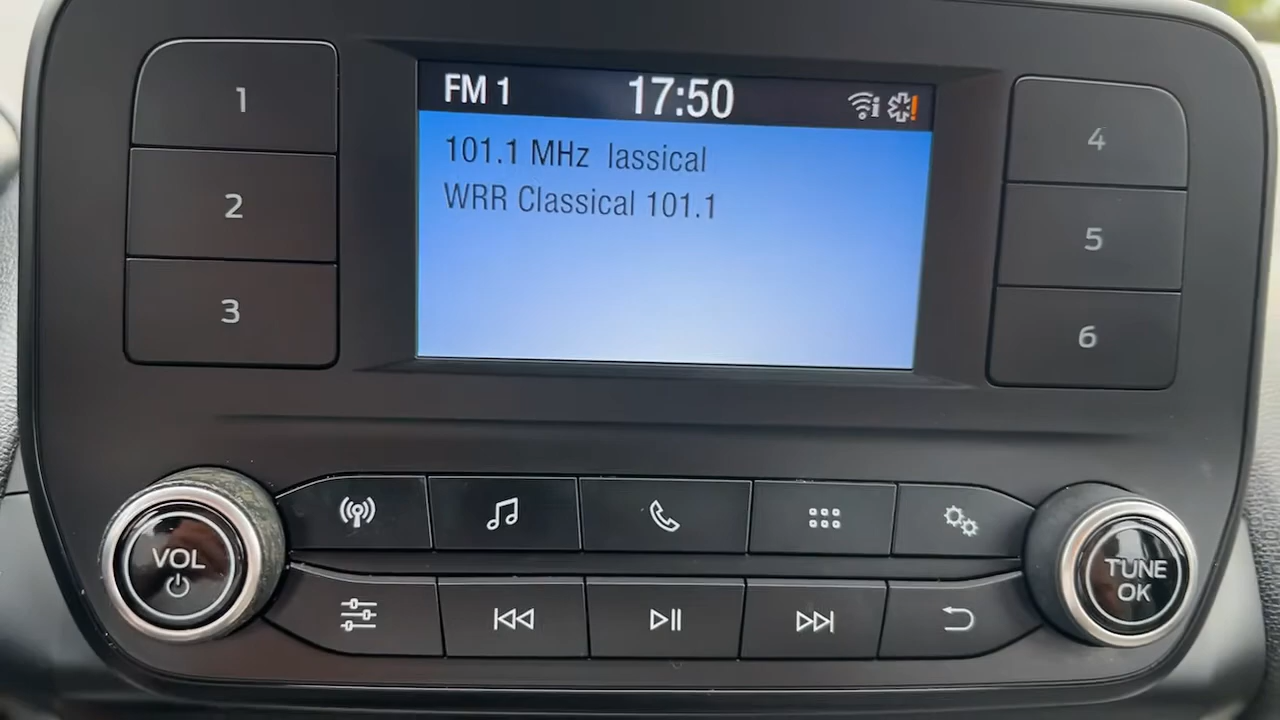 FM 1 17:50
101.1 MHz lassical
WRR Classical 101.1
1
2
3
4
5
6
VOL
TUNE
OK